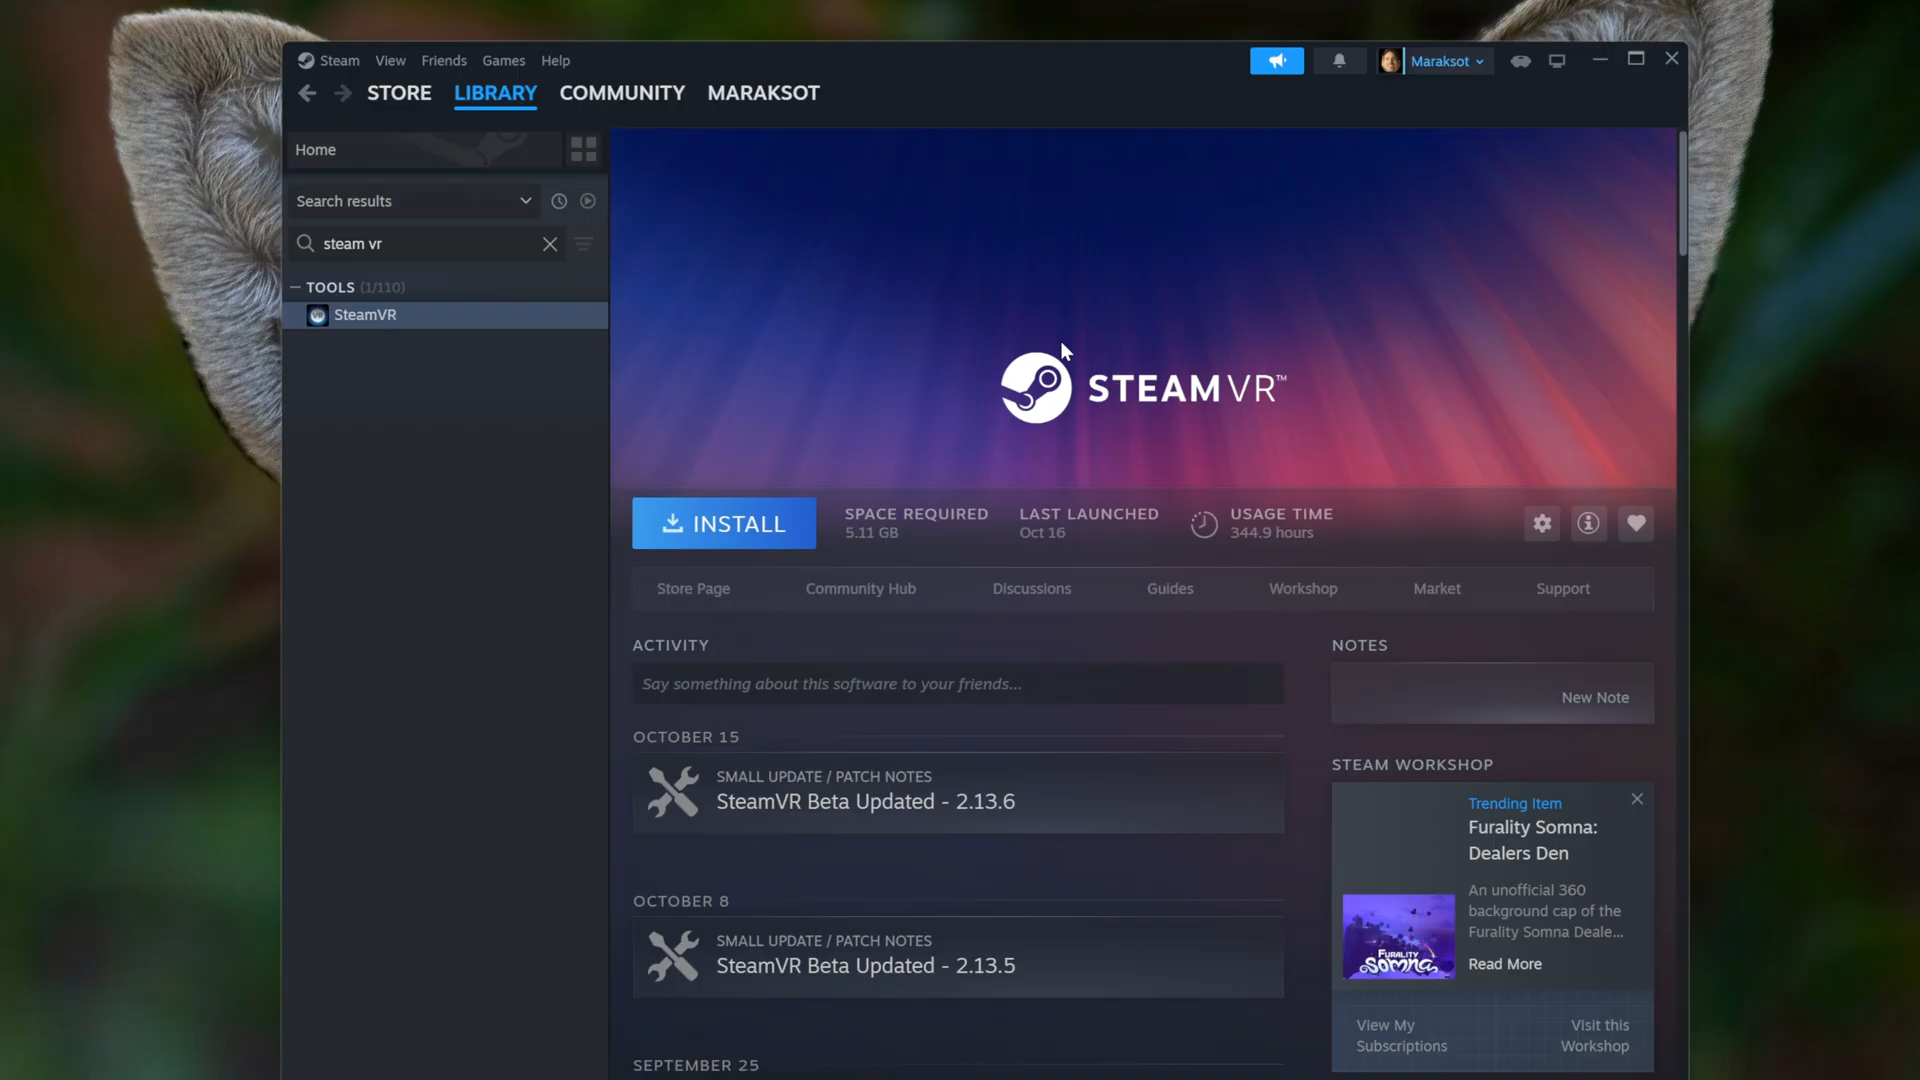 Steam View Friends Games Help
Maraksot
STORE LIBRARY COMMUNITY MARAKSOT
Home
Search results
steam vr
TOOLS (1/110)
SteamVR
STEAMVR™
INSTALL
SPACE REQUIRED
5.11 GB
LAST LAUNCHED
Oct 16
USAGE TIME
344.9 hours
Store Page Community Hub Discussions Guides Workshop Market Support
ACTIVITY
Say something about this software to your friends...
OCTOBER 15
SMALL UPDATE / PATCH NOTES
SteamVR Beta Updated - 2.13.6
OCTOBER 8
SMALL UPDATE / PATCH NOTES
SteamVR Beta Updated - 2.13.5
SEPTEMBER 25
NOTES
New Note
STEAM WORKSHOP
Trending Item
Furality Somna:
Dealers Den
An unofficial 360
background cap of the
Furality Somna Deale...
Read More
FURALITY
SOMNA
View My
Subscriptions
Visit this
Workshop